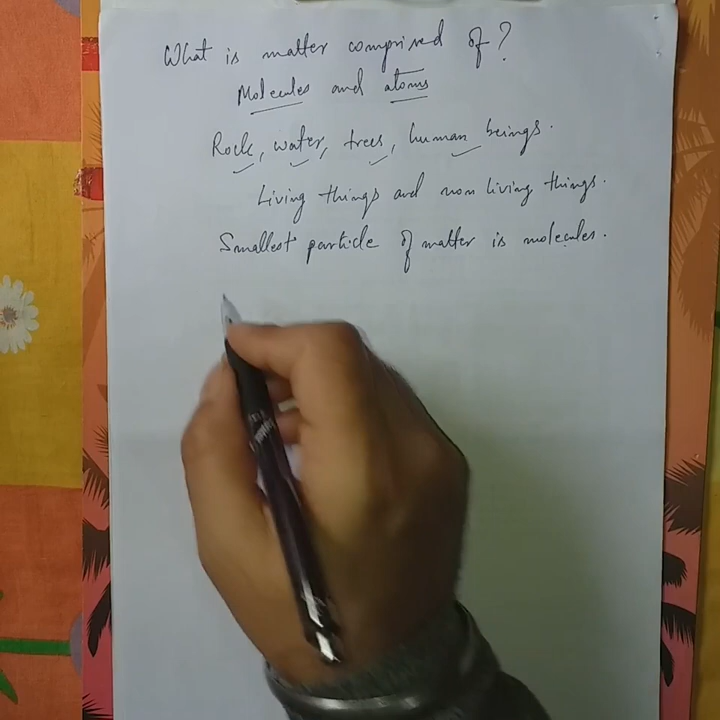 What is matter comprised of?
Molecules and atoms
Rock, water, trees, human beings.
Living things and non living things.
Smallest particle of matter is molecules.